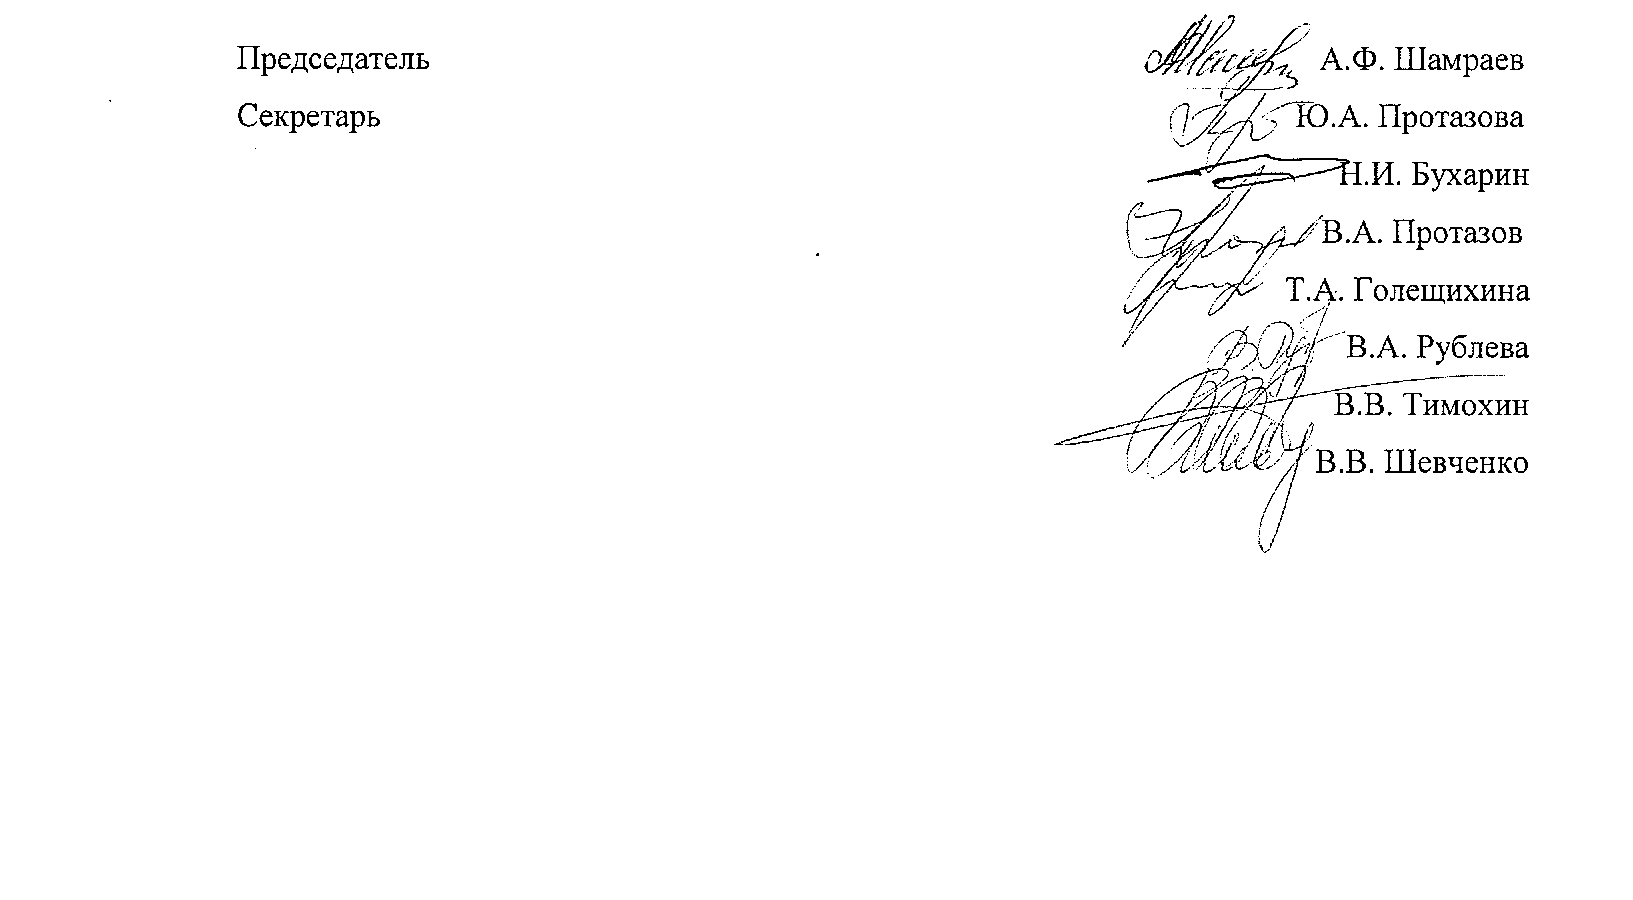 Председатель А.Ф. Шамраев
Секретарь Ю.А. Протазова
Н.И. Бухарин
В.А. Протазов
Т.А. Голещихина
В.А. Рублева
В.В. Тимохин
В.В. Шевченко